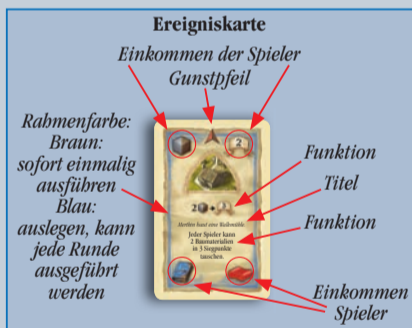 Ereigniskarte
Einkommen der Spieler
Gunstpfeil
Rahmenfarbe:
Braun:
sofort einmalig
ausführen
Blau:
auslegen, kann
jede Runde
ausgeführt
werden
2
2
Jeder Spieler kann
2 Baumaterialien
in 3 Siegpunkte
tauschen.
Funktion
Titel
Funktion
Einkommen
Spieler